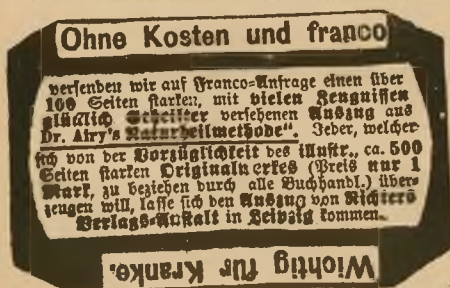 Ohne Kosten und franco
versenden wir auf Franco-Anfrage einen über
100 Seiten starken, mit vielen Zeugnissen
glücklich Geheilter versehenen Auszug aus
Dr. Airy's Naturheilmethode“. Jeder, welcher
sich von der Vorzüglichkeit des illustr., ca. 500
Seiten starken Originalwerkes (Preis nur 1
Mark, zu beziehen durch alle Buchhandl.) über-
zeugen will, lasse sich den Auszug von Richters
Verlags-Anstalt in Leipzig kommen.
Wichtig für Kranke.